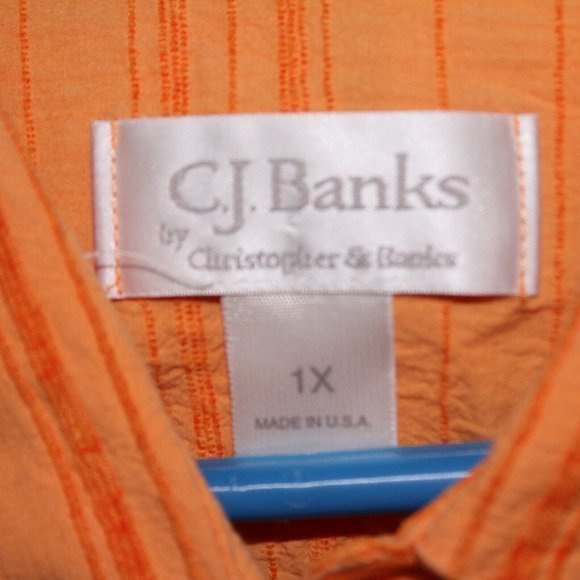 C.J. Banks
by
Christopher & Banks
1X
MADE IN U.S.A.